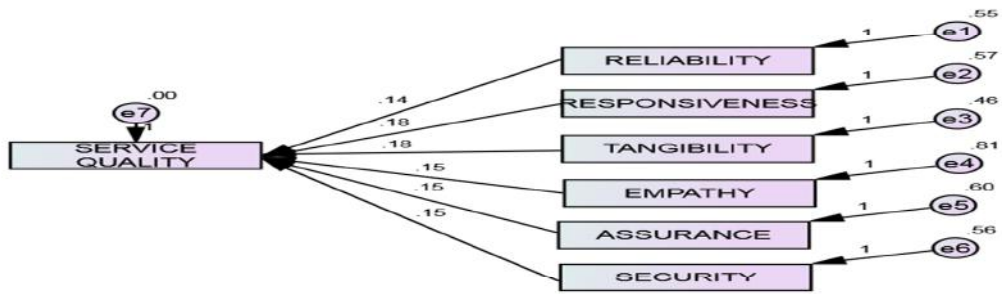 .55
e1
1
RELIABILITY
.57
e2
1
.14
RESPONSIVENESS
.00
e7
1
.18
.46
e3
1
SERVICE
QUALITY
.18
TANGIBILITY
.81
e4
1
.15
EMPATHY
.60
e5
1
.15
ASSURANCE
.56
e6
1
.15
SECURITY